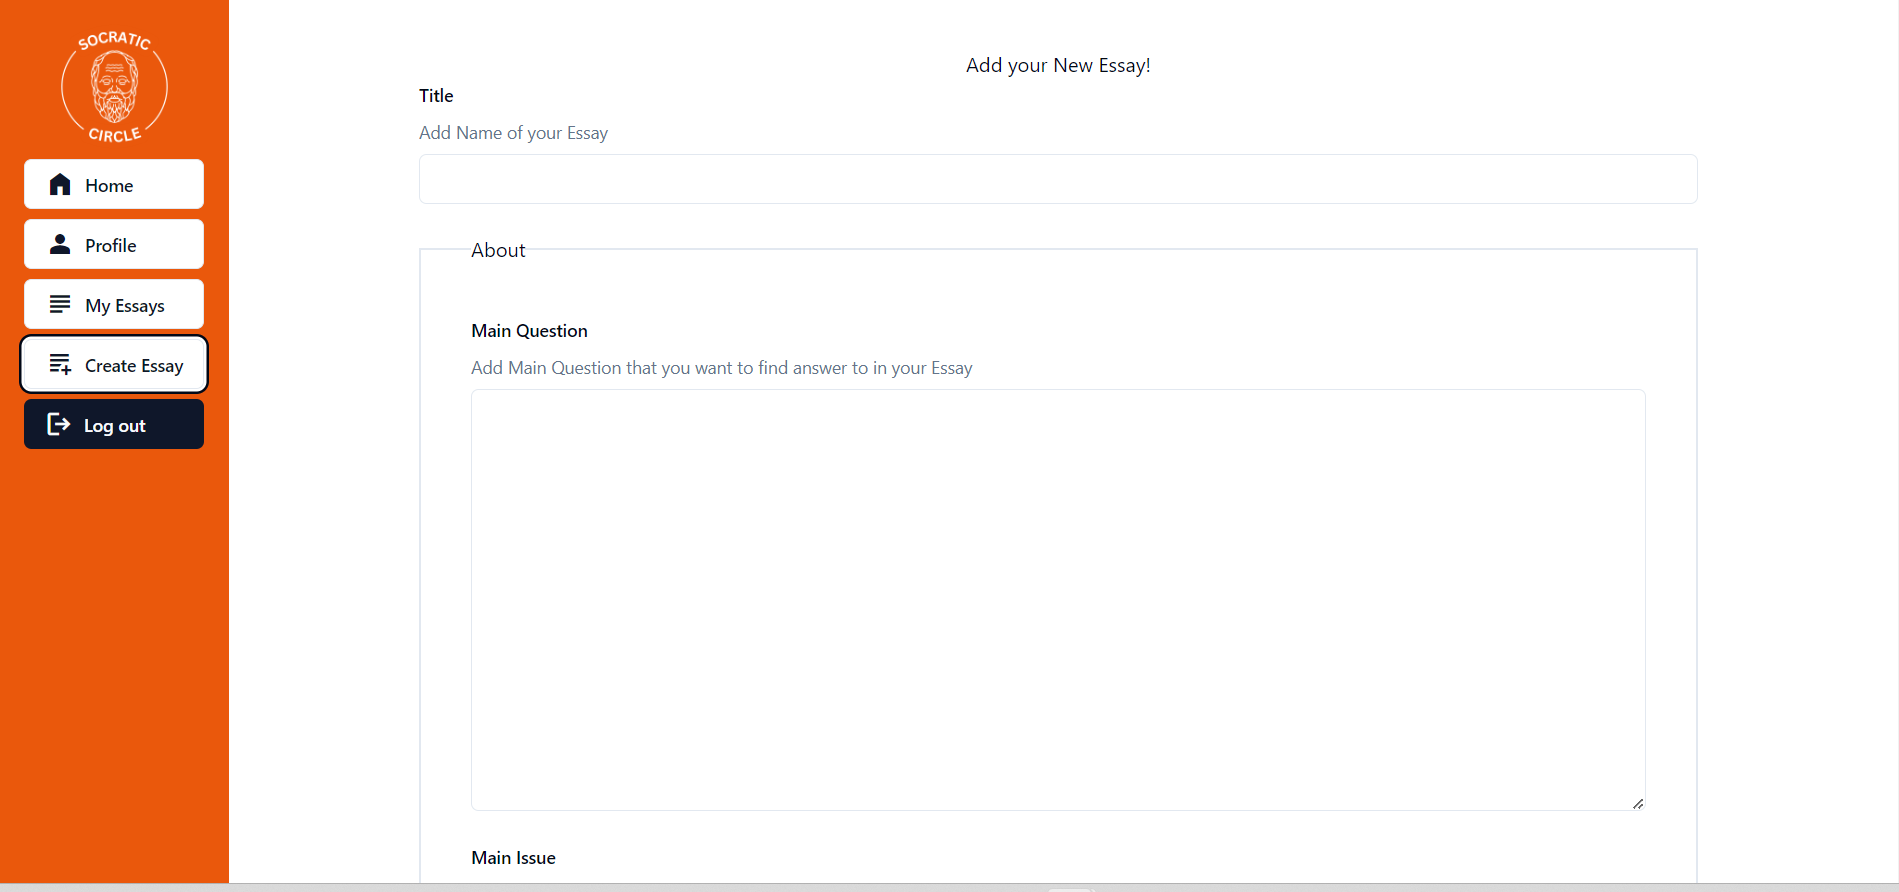 SOCRATIC
CIRCLE
Home
Profile
My Essays
Create Essay
Log out
Add your New Essay!
Title
Add Name of your Essay
About
Main Question
Add Main Question that you want to find answer to in your Essay
Main Issue